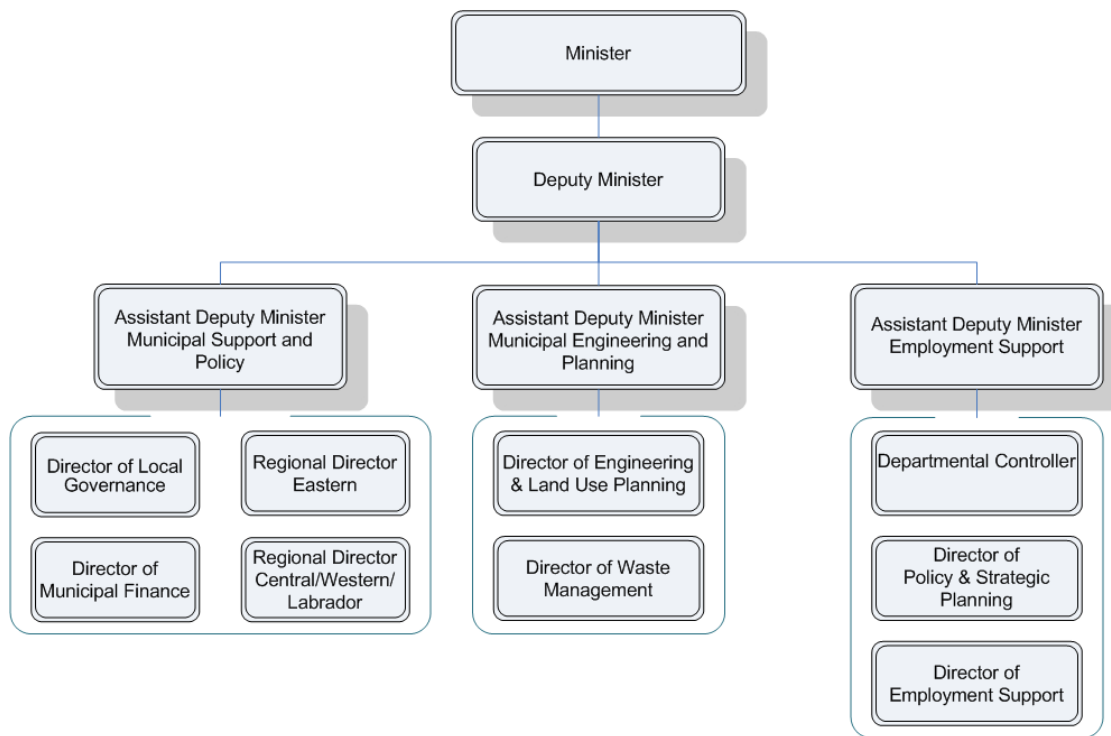 Minister
Deputy Minister
Assistant Deputy Minister
Municipal Support and
Policy
Assistant Deputy Minister
Municipal Engineering and
Planning
Assistant Deputy Minister
Employment Support
Director of Local
Governance
Regional Director
Eastern
Director of
Municipal Finance
Regional Director
Central/Western/
Labrador
Director of Engineering
& Land Use Planning
Director of Waste
Management
Departmental Controller
Director of
Policy & Strategic
Planning
Director of
Employment Support